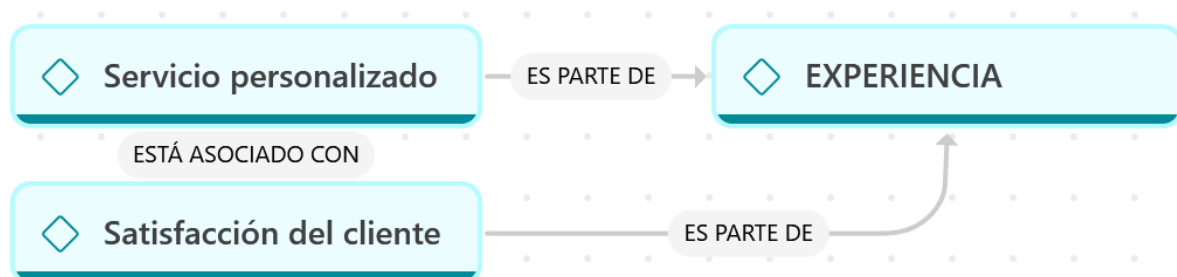 Servicio personalizado
ES PARTE DE
EXPERIENCIA
ESTÁ ASOCIADO CON
Satisfacción del cliente
ES PARTE DE